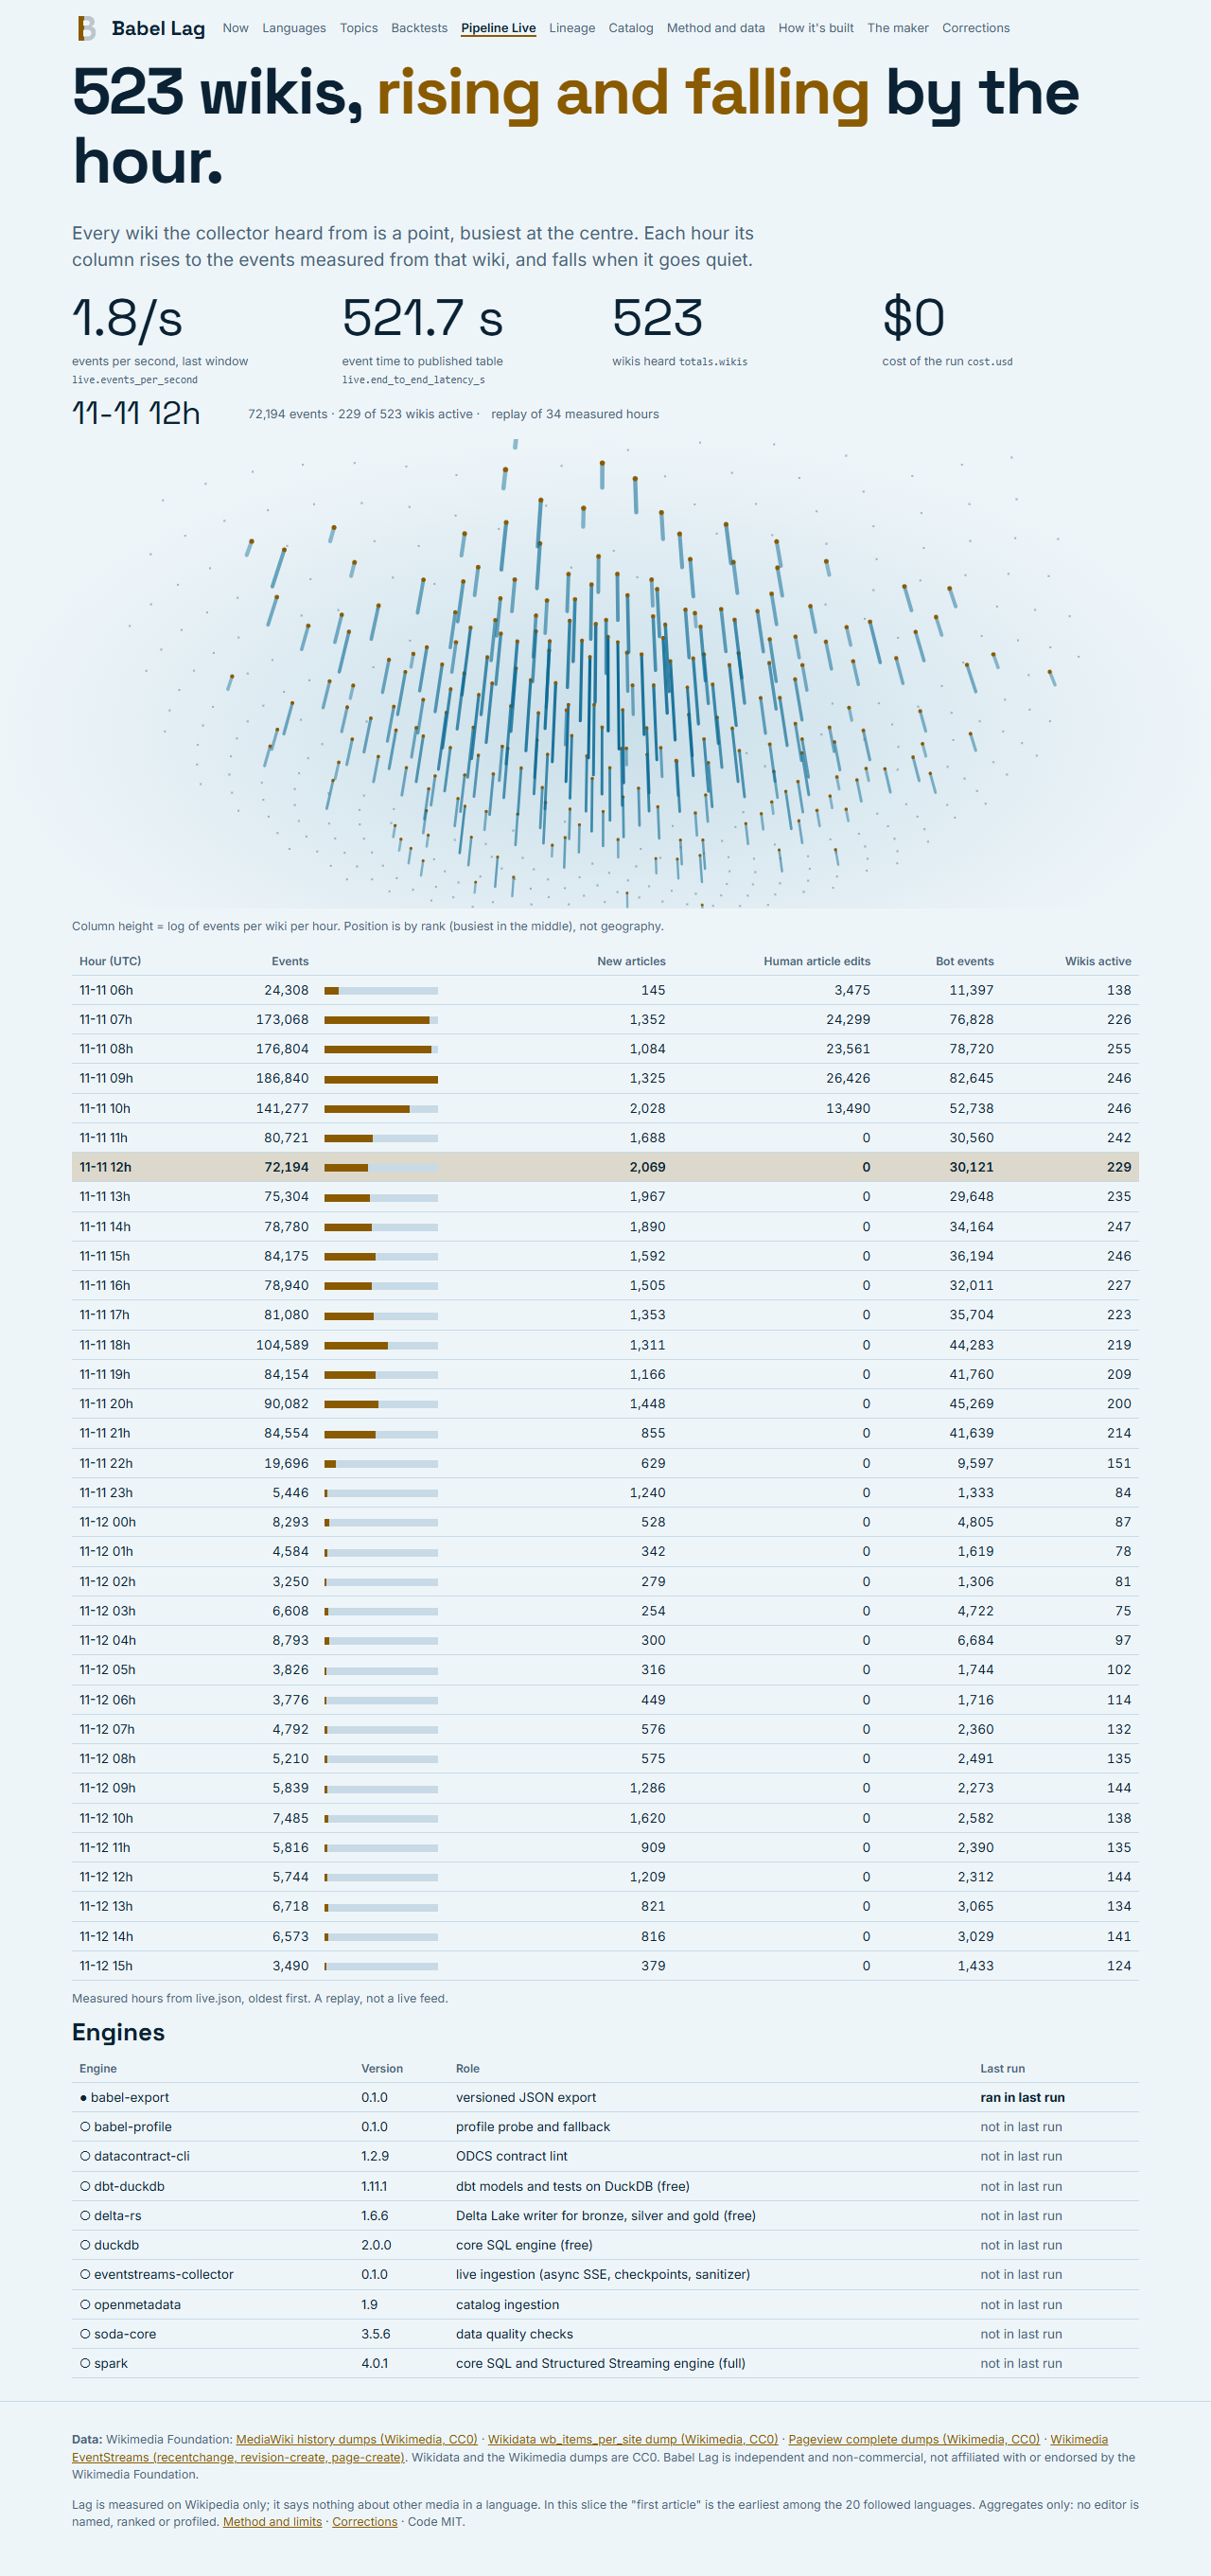 Babel Lag Now Languages Topics Backtests Pipeline Live Lineage Catalog Method and data How it's built The maker Corrections
523 wikis, rising and falling by the
hour.
Every wiki the collector heard from is a point, busiest at the centre. Each hour its
column rises to the events measured from that wiki, and falls when it goes quiet.
1.8/s 521.7 s 523 $0
events per second, last window event time to published table wikis heard totals.wikis cost of the run cost.usd
live.events_per_second live.end_to_end_latency_s
11-11 12h 72,194 events · 229 of 523 wikis active · replay of 34 measured hours
Column height = log of events per wiki per hour. Position is by rank (busiest in the middle), not geography.
Hour (UTC) Events New articles Human article edits Bot events Wikis active
11-11 06h 24,308 145 3,475 11,397 138
11-11 07h 173,068 1,352 24,299 76,828 226
11-11 08h 176,804 1,084 23,561 78,720 255
11-11 09h 186,840 1,325 26,426 82,645 246
11-11 10h 141,277 2,028 13,490 52,738 246
11-11 11h 80,721 1,688 0 30,560 242
11-11 12h 72,194 2,069 0 30,121 229
11-11 13h 75,304 1,967 0 29,648 235
11-11 14h 78,780 1,890 0 34,164 247
11-11 15h 84,175 1,592 0 36,194 246
11-11 16h 78,940 1,505 0 32,011 227
11-11 17h 81,080 1,353 0 35,704 223
11-11 18h 104,589 1,311 0 44,283 219
11-11 19h 84,154 1,166 0 41,760 209
11-11 20h 90,082 1,448 0 45,269 200
11-11 21h 84,554 855 0 41,639 214
11-11 22h 19,696 629 0 9,597 151
11-11 23h 5,446 1,240 0 1,333 84
11-12 00h 8,293 528 0 4,805 87
11-12 01h 4,584 342 0 1,619 78
11-12 02h 3,250 279 0 1,306 81
11-12 03h 6,608 254 0 4,722 75
11-12 04h 8,793 300 0 6,684 97
11-12 05h 3,826 316 0 1,744 102
11-12 06h 3,776 449 0 1,716 114
11-12 07h 4,792 576 0 2,360 132
11-12 08h 5,210 575 0 2,491 135
11-12 09h 5,839 1,286 0 2,273 144
11-12 10h 7,485 1,620 0 2,582 138
11-12 11h 5,816 909 0 2,390 135
11-12 12h 5,744 1,209 0 2,312 144
11-12 13h 6,718 821 0 3,065 134
11-12 14h 6,573 816 0 3,029 141
11-12 15h 3,490 379 0 1,433 124
Measured hours from live.json, oldest first. A replay, not a live feed.
Engines
Engine Version Role Last run
● babel-export 0.1.0 versioned JSON export ran in last run
○ babel-profile 0.1.0 profile probe and fallback not in last run
○ datacontract-cli 1.2.9 ODCS contract lint not in last run
○ dbt-duckdb 1.11.1 dbt models and tests on DuckDB (free) not in last run
○ delta-rs 1.6.6 Delta Lake writer for bronze, silver and gold (free) not in last run
○ duckdb 2.0.0 core SQL engine (free) not in last run
○ eventstreams-collector 0.1.0 live ingestion (async SSE, checkpoints, sanitizer) not in last run
○ openmetadata 1.9 catalog ingestion not in last run
○ soda-core 3.5.6 data quality checks not in last run
○ spark 4.0.1 core SQL and Structured Streaming engine (full) not in last run
Data: Wikimedia Foundation: MediaWiki history dumps (Wikimedia, CC0) · Wikidata wb_items_per_site dump (Wikimedia, CC0) · Pageview complete dumps (Wikimedia, CC0) · Wikimedia
EventStreams (recentchange, revision-create, page-create). Wikidata and the Wikimedia dumps are CC0. Babel Lag is independent and non-commercial, not affiliated with or endorsed by the
Wikimedia Foundation.
Lag is measured on Wikipedia only; it says nothing about other media in a language. In this slice the "first article" is the earliest among the 20 followed languages. Aggregates only: no editor is
named, ranked or profiled. Method and limits · Corrections · Code MIT.